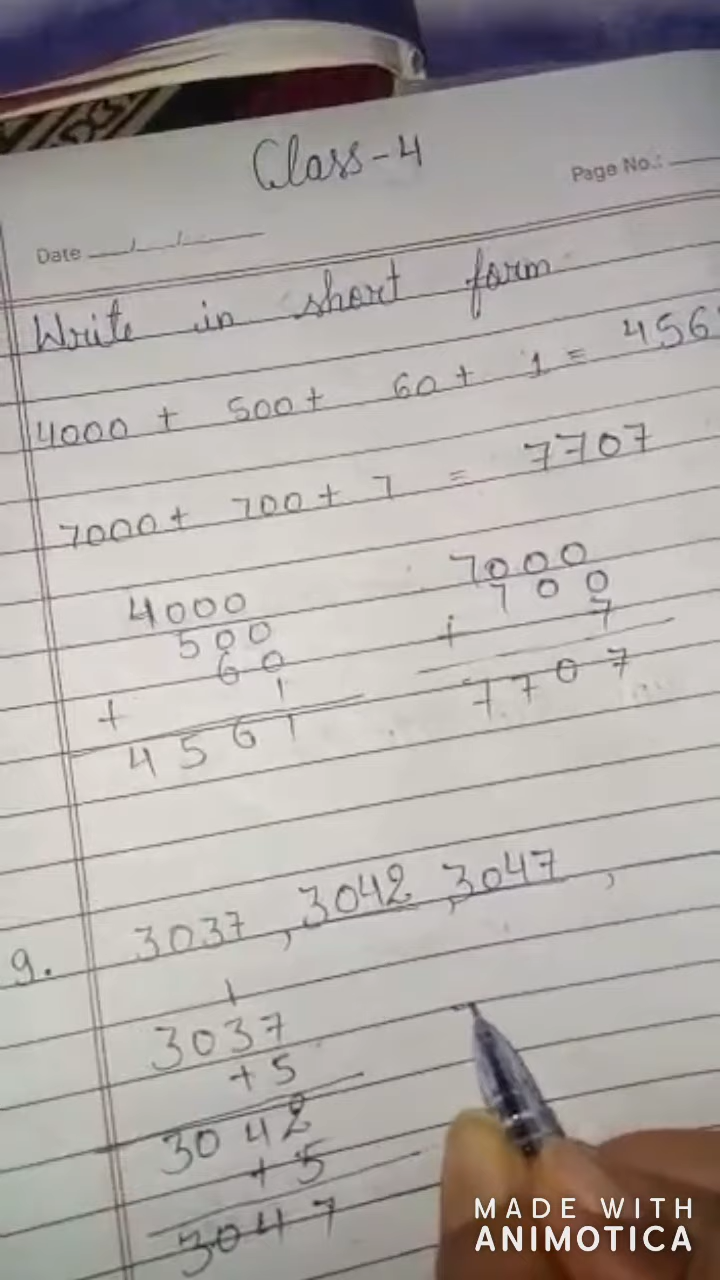 Class-4
Page No.:
Date
Write in short form
4000 + 500 + 60 + 1 = 456
7000 + 700 + 7 = 7707
4000
500
60
+ 1
4561
7000
700
+ 7
7707
9. 3037, 3042, 3047,
1
3037
+5
3042
+5
3047
MADE WITH
ANIMOTICA